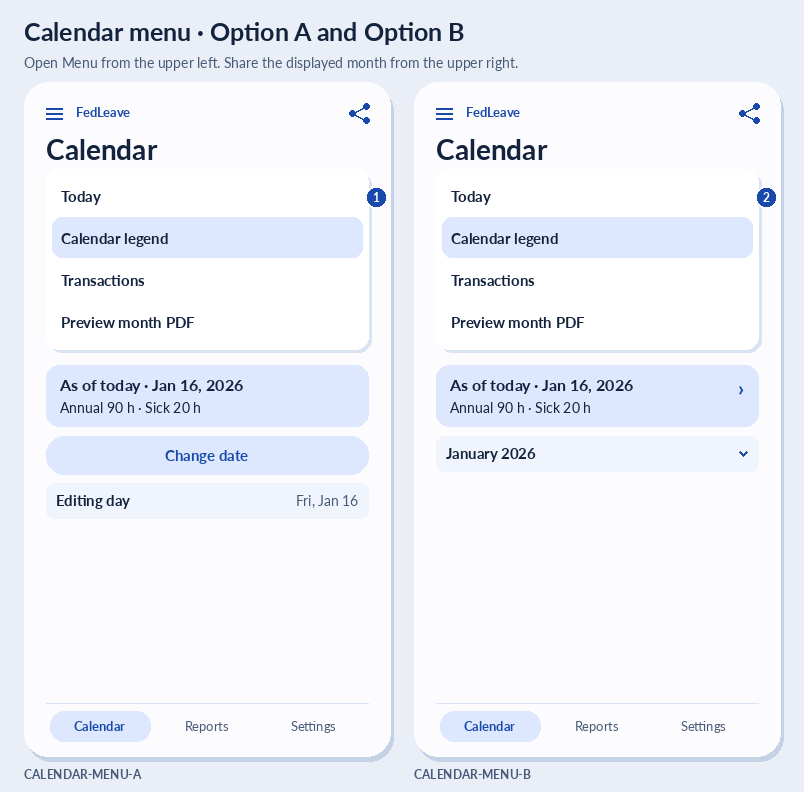 Calendar menu · Option A and Option B
Open Menu from the upper left. Share the displayed month from the upper right.
FedLeave
Calendar
Today
1
Calendar legend
Transactions
Preview month PDF
As of today · Jan 16, 2026
Annual 90 h · Sick 20 h
Change date
Editing day Fri, Jan 16
Calendar Reports Settings
CALENDAR-MENU-A
FedLeave
Calendar
Today
2
Calendar legend
Transactions
Preview month PDF
As of today · Jan 16, 2026 ›
Annual 90 h · Sick 20 h
January 2026
Calendar Reports Settings
CALENDAR-MENU-B